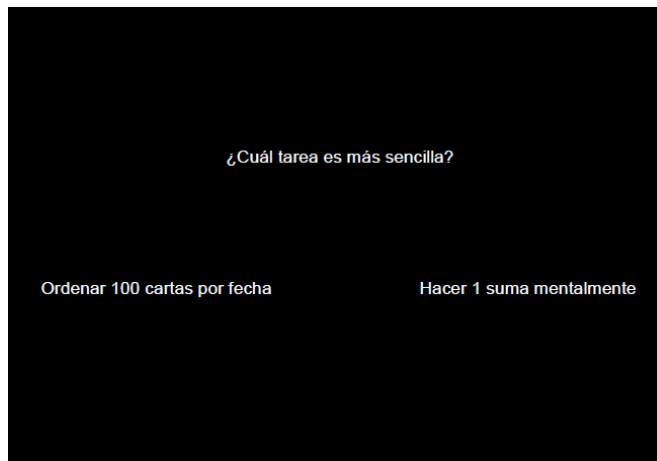 ¿Cuál tarea es más sencilla?
Ordenar 100 cartas por fecha
Hacer 1 suma mentalmente